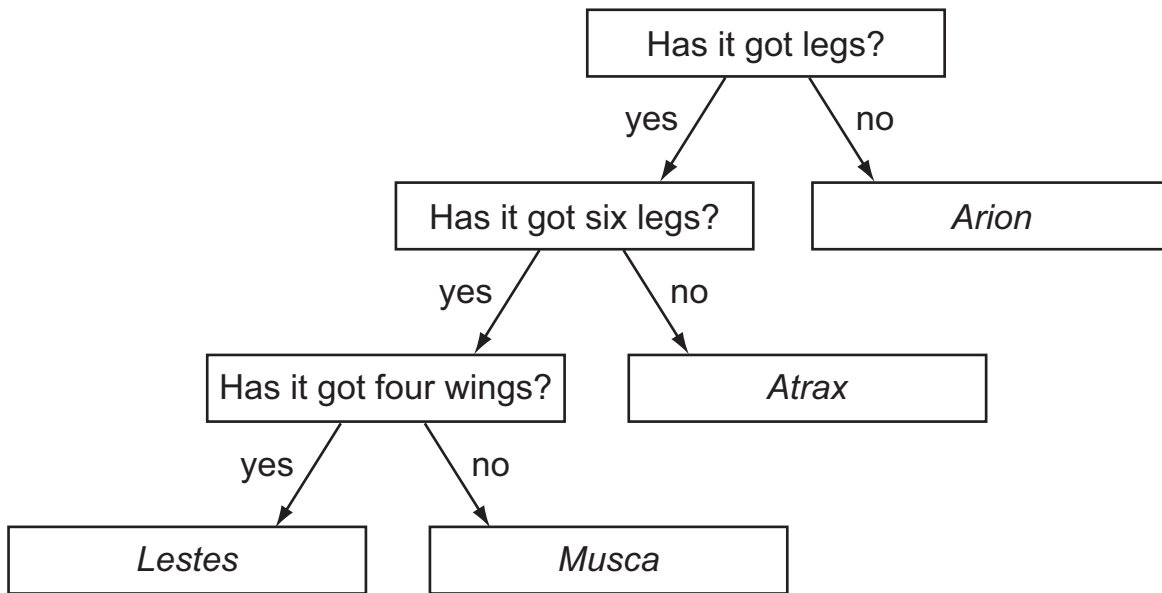 Has it got legs?
yes
no
Has it got six legs?
Arion
yes
no
Has it got four wings?
Atrax
yes
no
Lestes
Musca